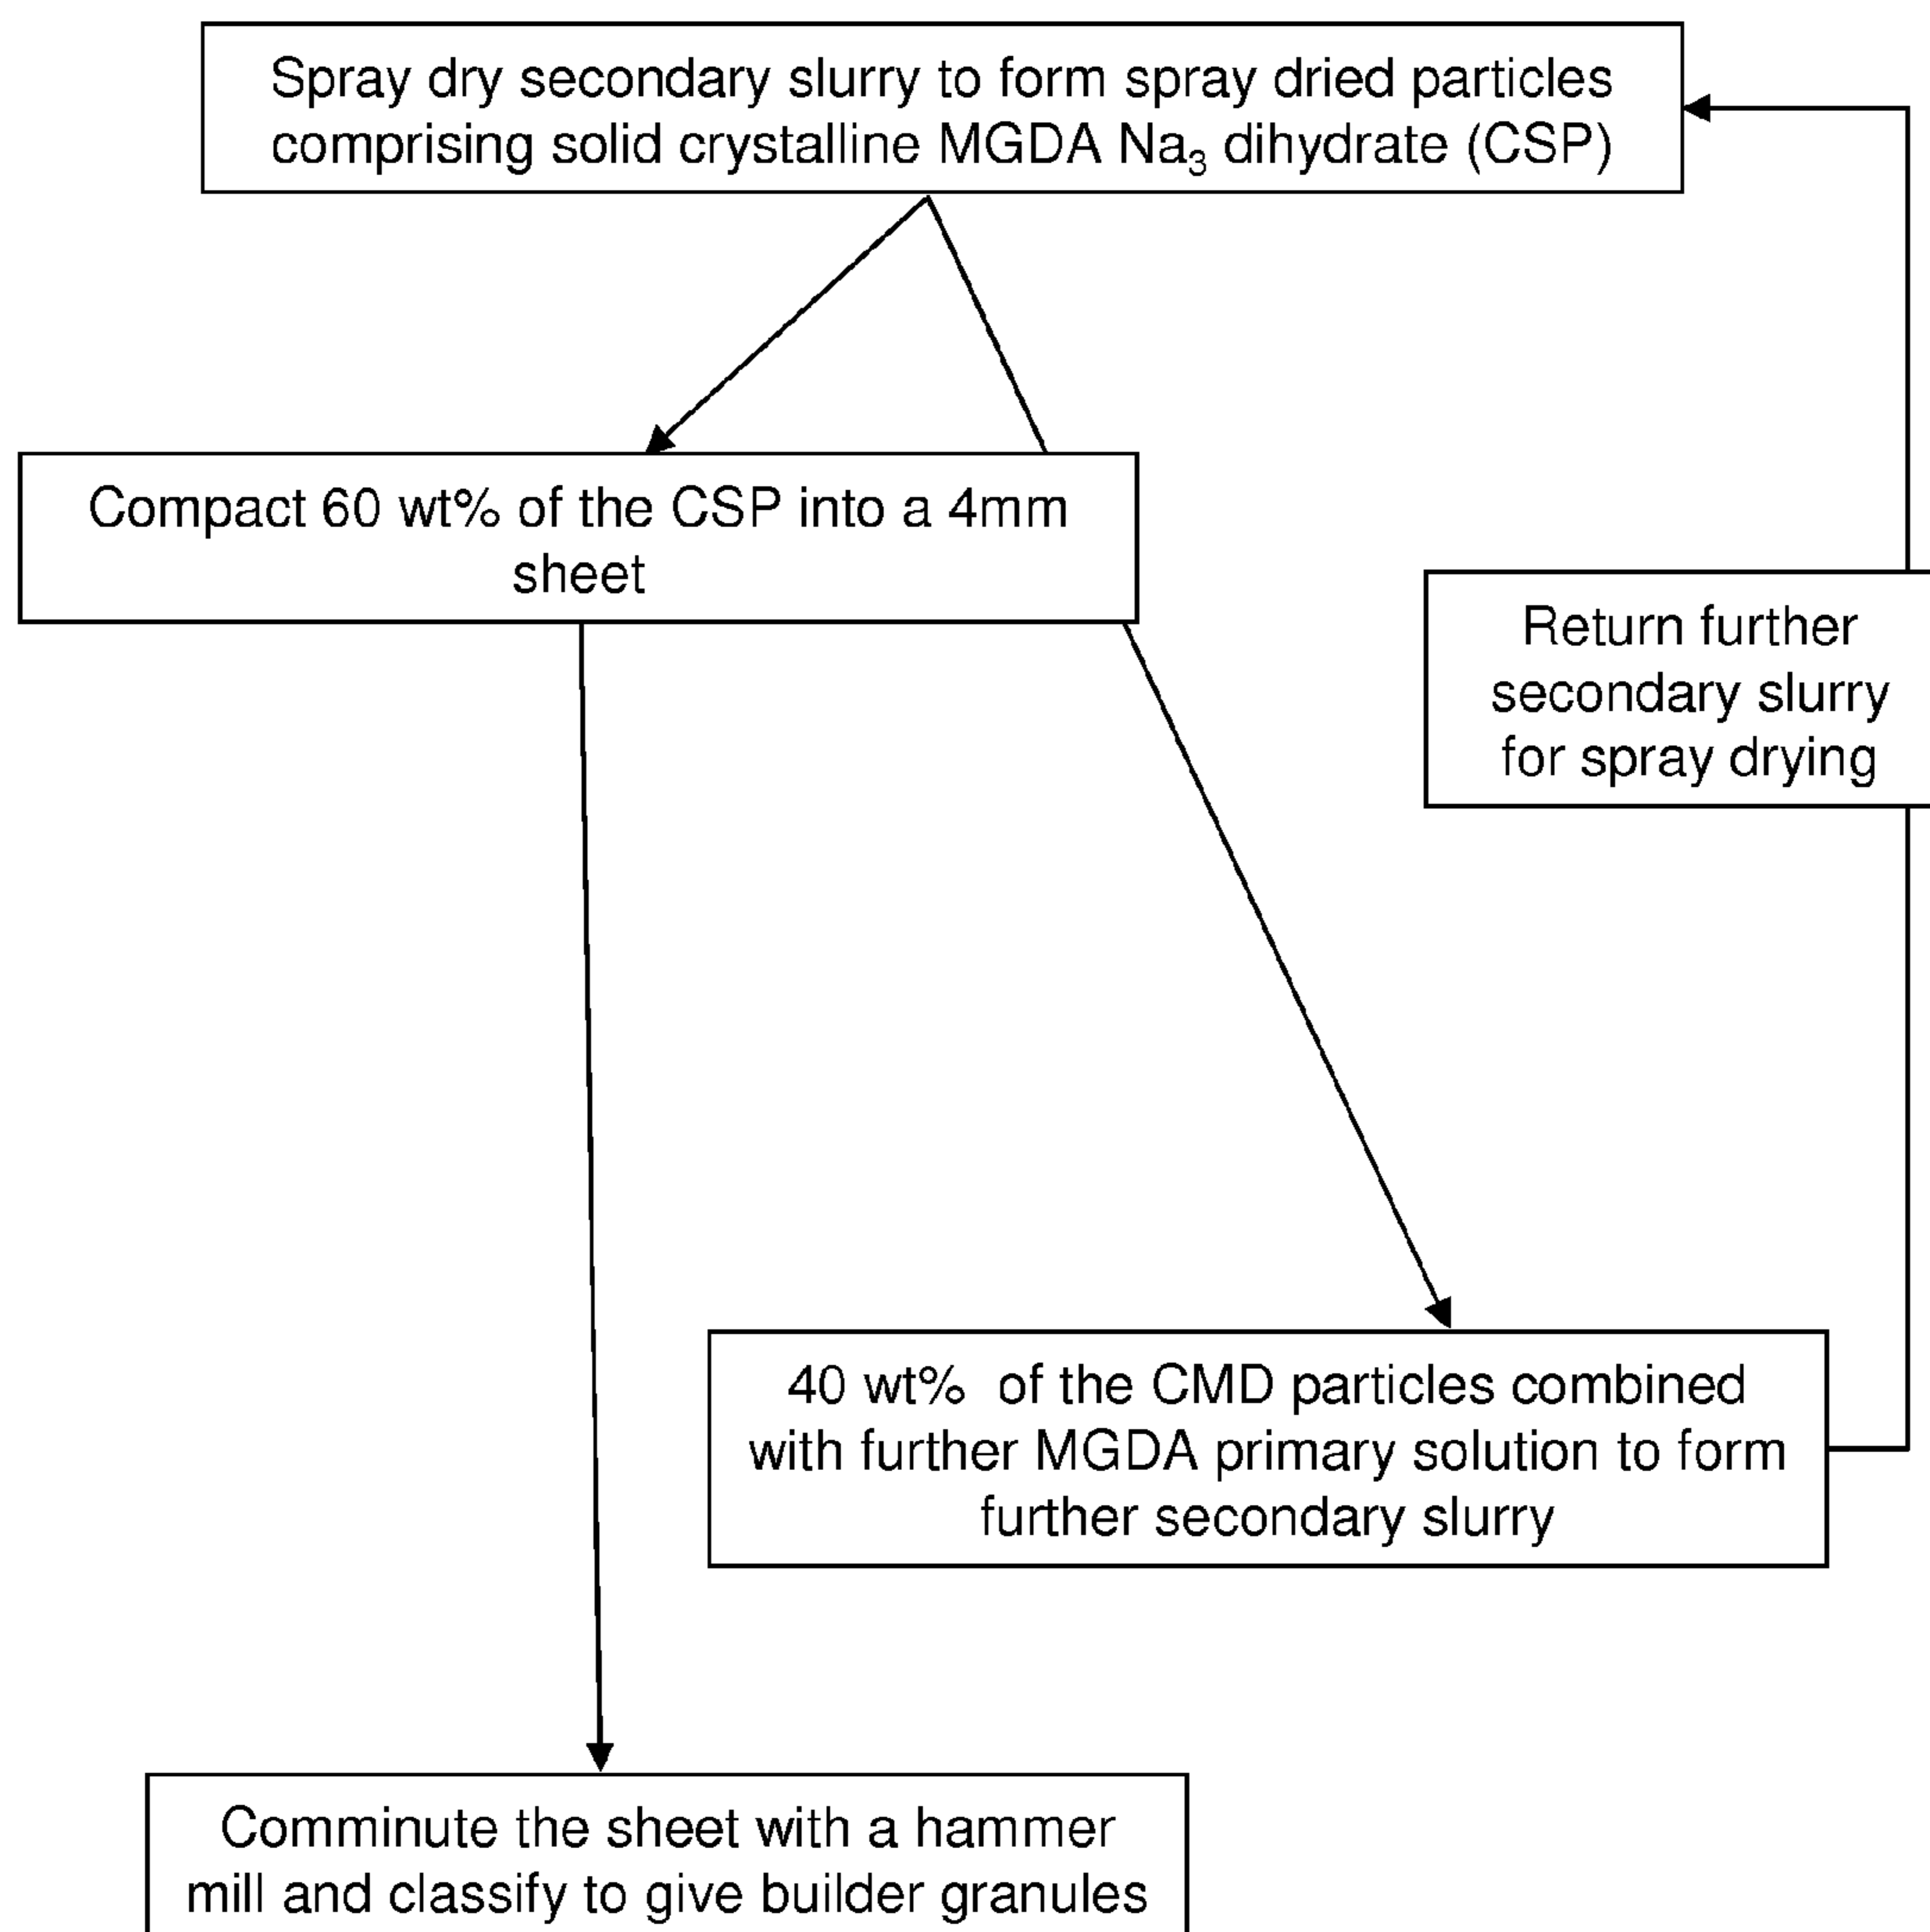 Spray dry secondary slurry to form spray dried particles
comprising solid crystalline MGDA Na₃ dihydrate (CSP)
Compact 60 wt% of the CSP into a 4mm
sheet
Return further
secondary slurry
for spray drying
40 wt%  of the CMD particles combined
with further MGDA primary solution to form
further secondary slurry
Comminute the sheet with a hammer
mill and classify to give builder granules